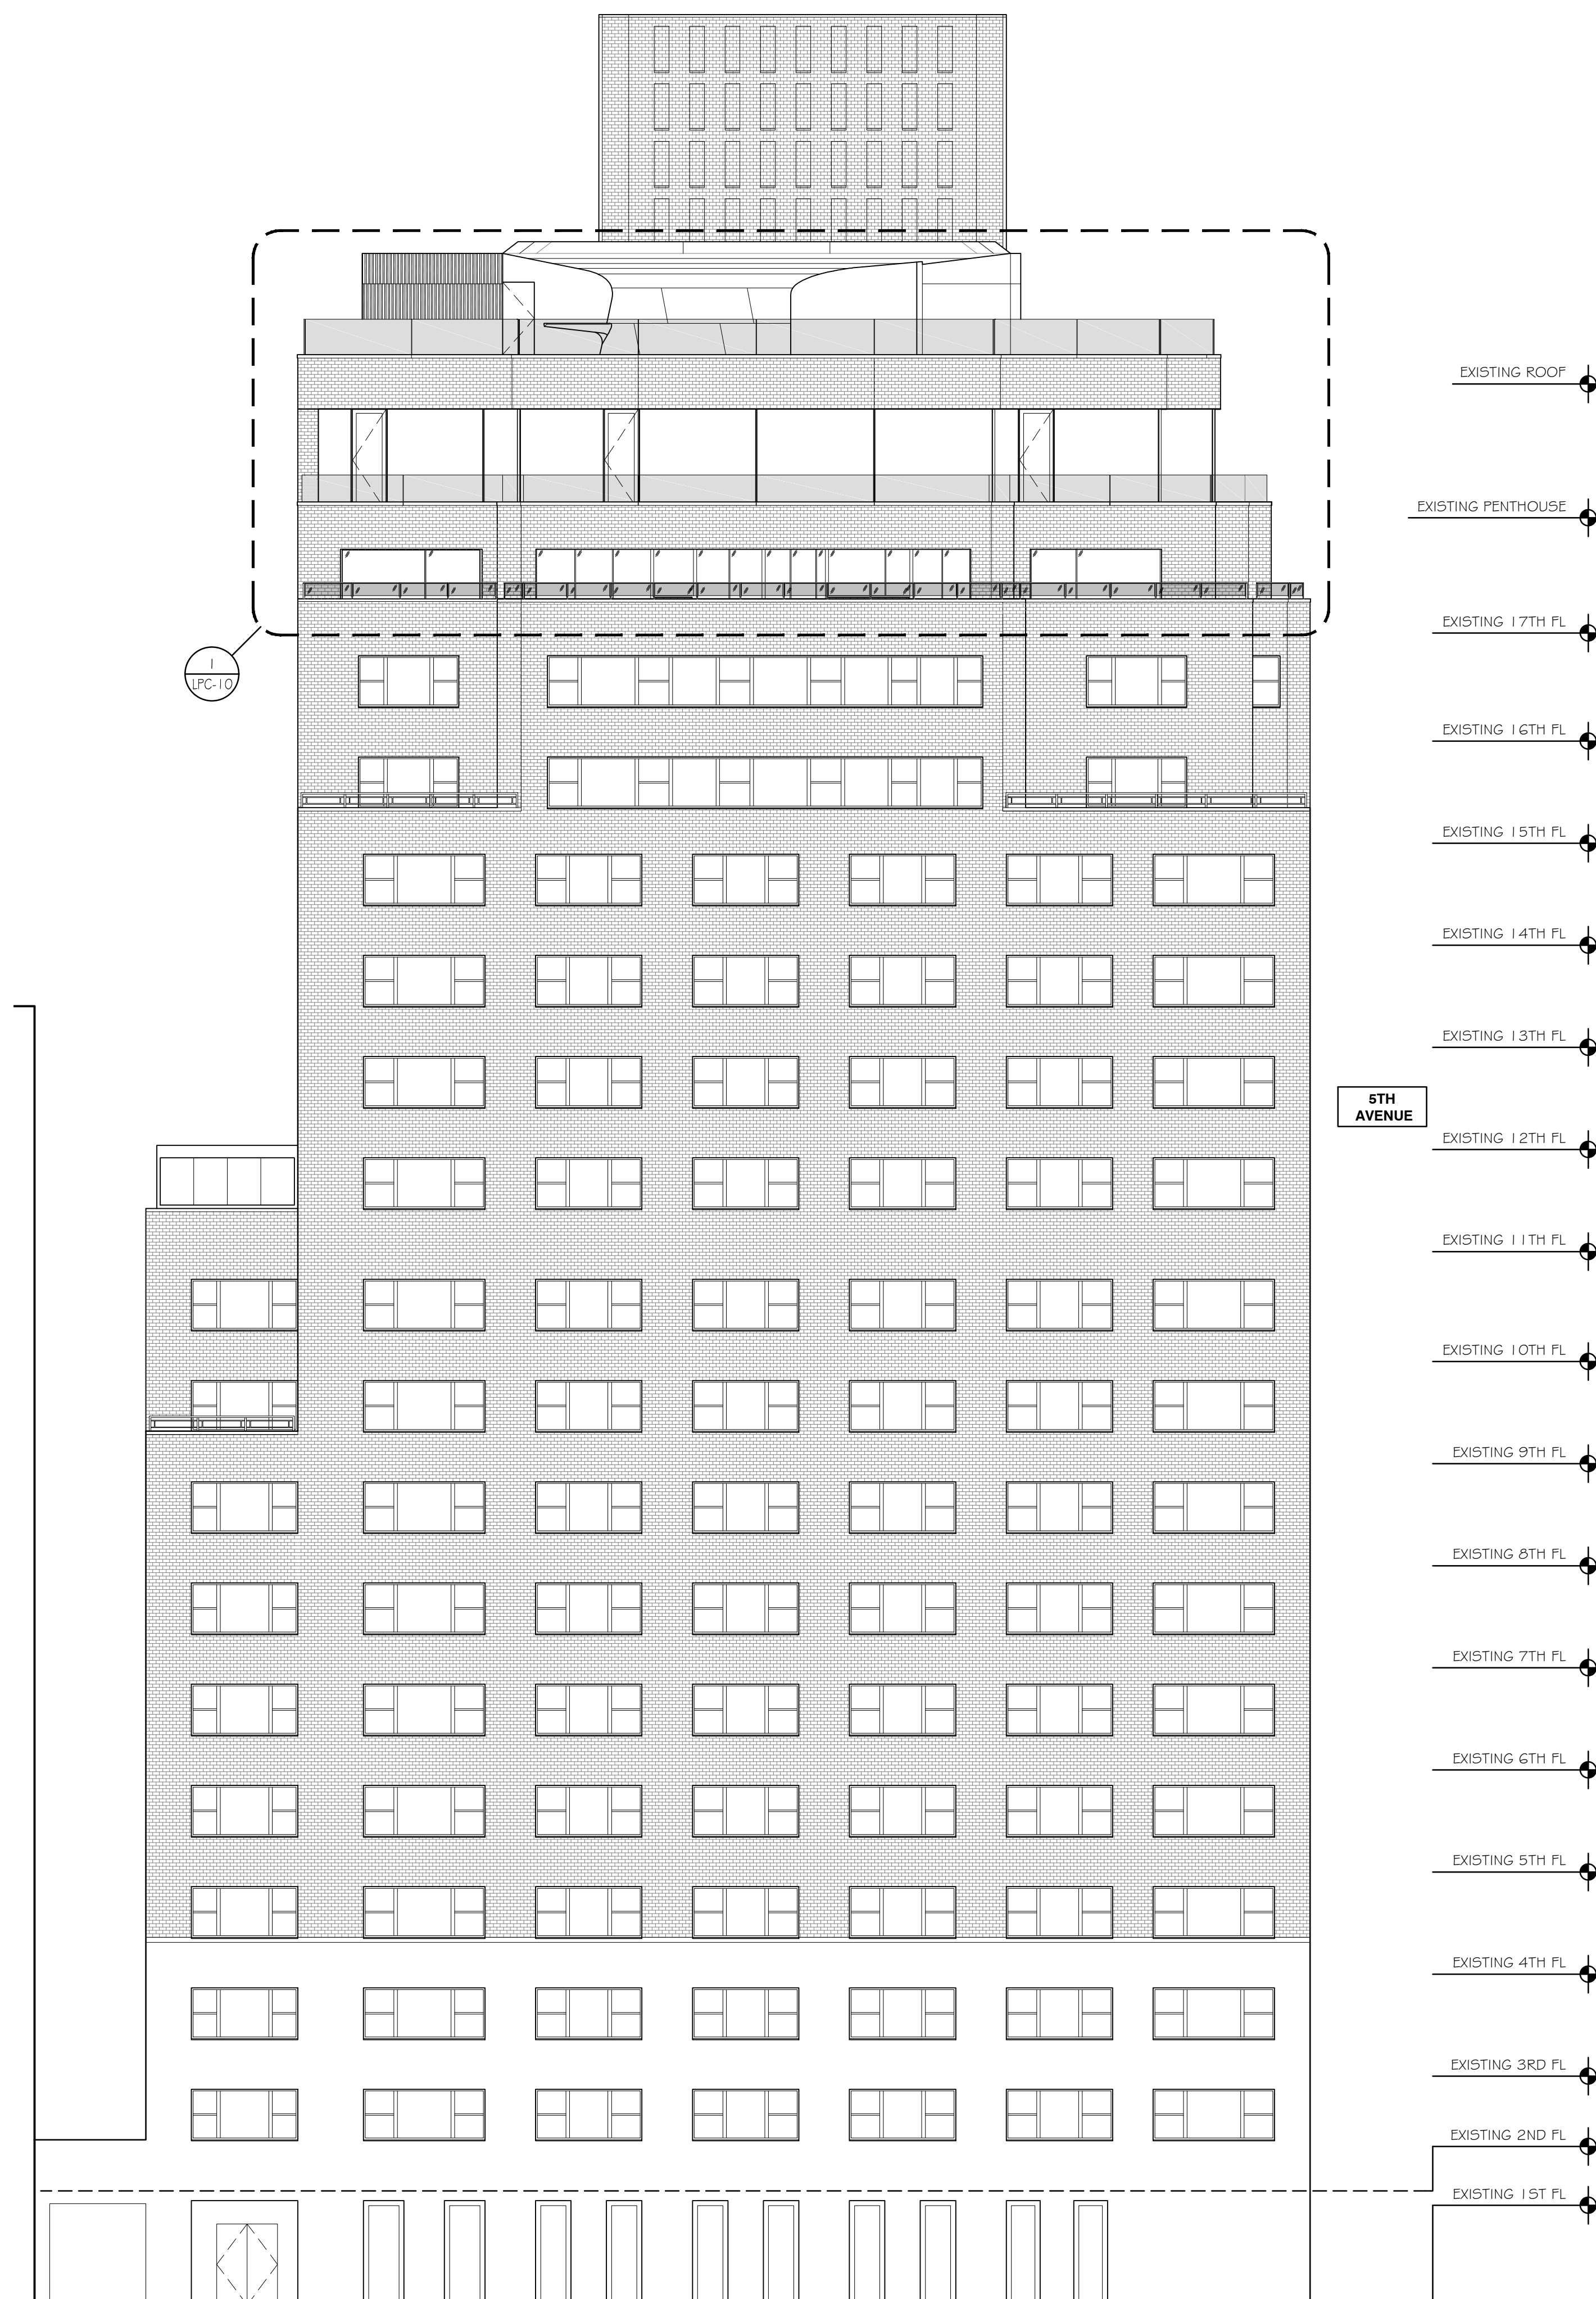 EXISTING ROOF
EXISTING PENTHOUSE
EXISTING 17TH FL
1
LPC-10
EXISTING 16TH FL
EXISTING 15TH FL
EXISTING 14TH FL
EXISTING 13TH FL
5TH
AVENUE
EXISTING 12TH FL
EXISTING 11TH FL
EXISTING 10TH FL
EXISTING 9TH FL
EXISTING 8TH FL
EXISTING 7TH FL
EXISTING 6TH FL
EXISTING 5TH FL
EXISTING 4TH FL
EXISTING 3RD FL
EXISTING 2ND FL
EXISTING 1ST FL